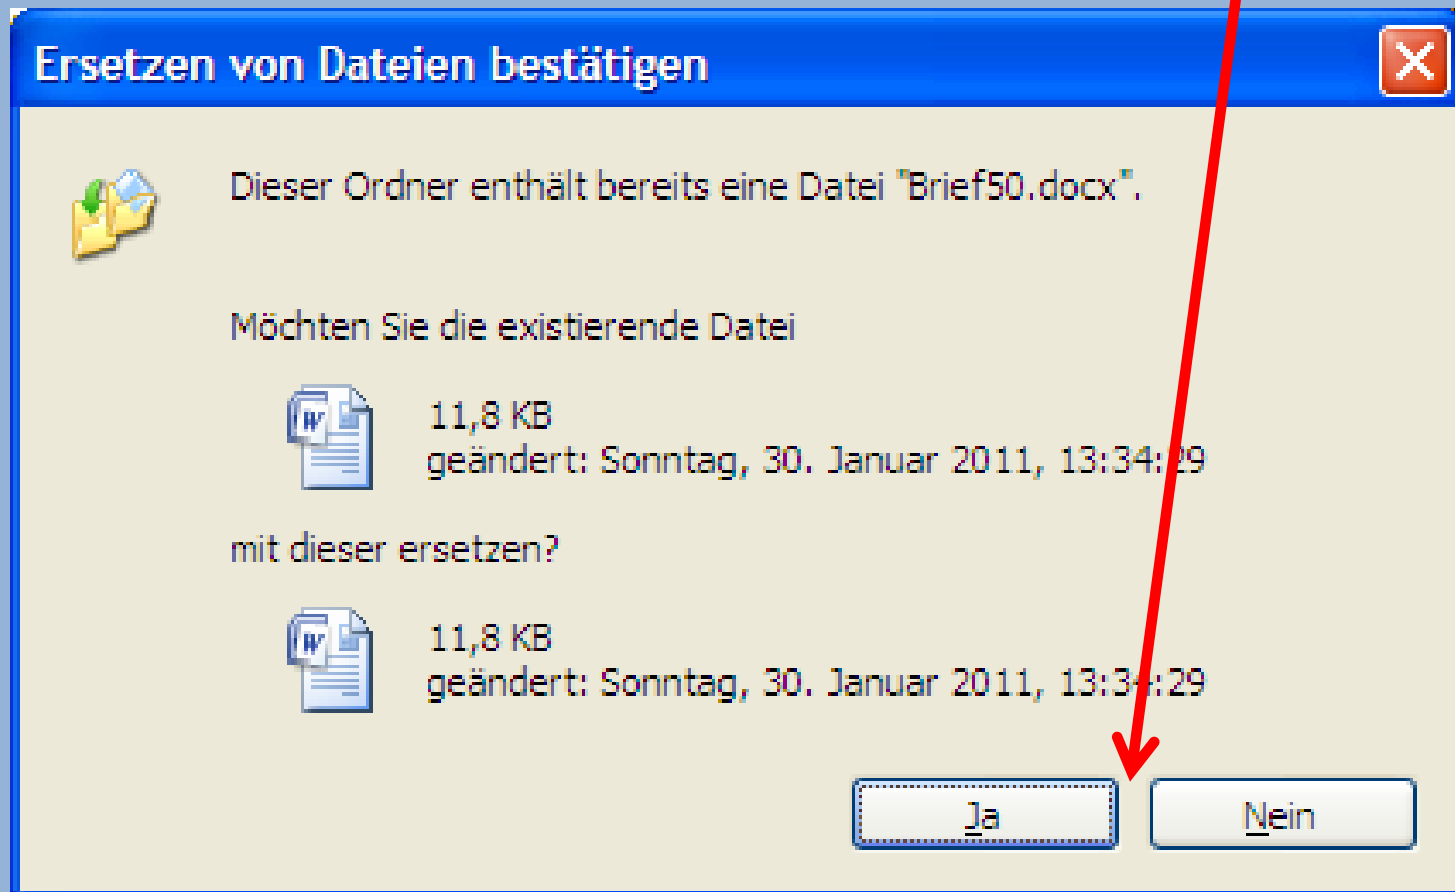 Ersetzen von Dateien bestätigen
Dieser Ordner enthält bereits eine Datei "Brief50.docx".
Möchten Sie die existierende Datei
11,8 KB
geändert: Sonntag, 30. Januar 2011, 13:34:29
mit dieser ersetzen?
11,8 KB
geändert: Sonntag, 30. Januar 2011, 13:34:29
Ja Nein